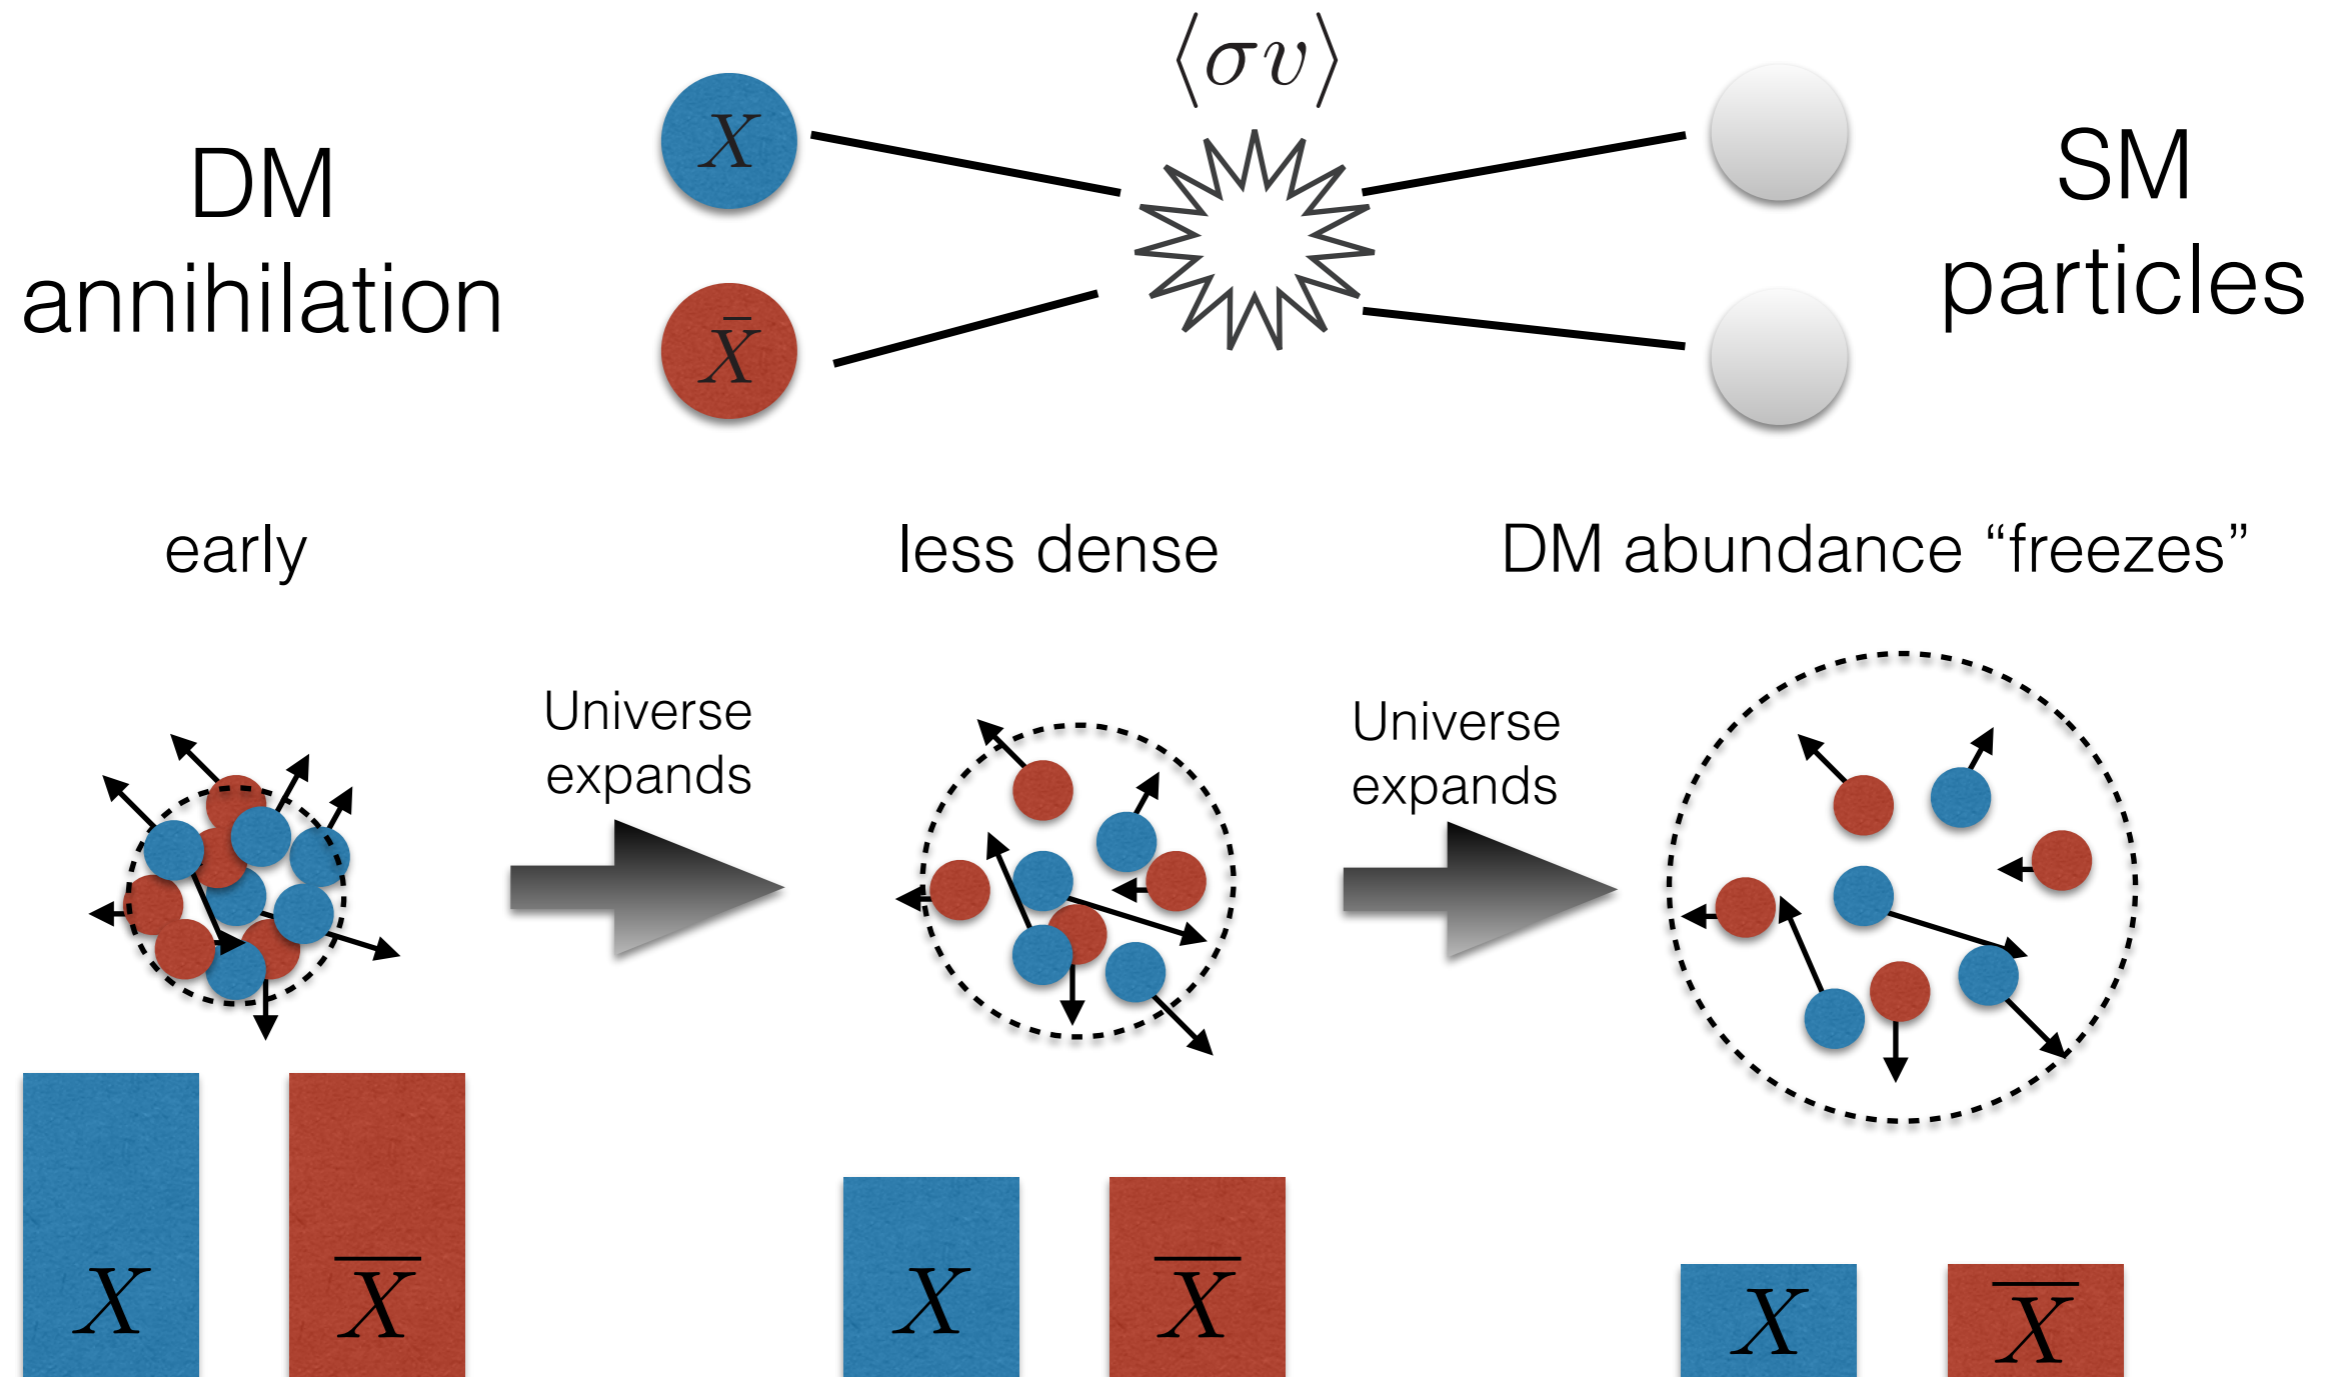 ⟨σv⟩
DM
annihilation
X
X̄
SM
particles
early
less dense
DM abundance “freezes”
Universe
expands
Universe
expands
X
X̄
X
X̄
X
X̄